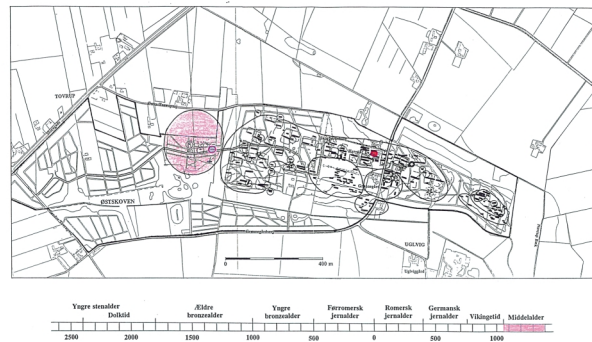 TOVRUP
ØSTSKOVEN
UGLVIG
Uglviggård
0 400 m
Yngre stenalder
Dolktid
Ældre
bronzealder
Yngre
bronzealder
Førromersk
jernalder
Romersk
jernalder
Germansk
jernalder
Vikingetid
Middelalder
2500 2000 1500 1000 500 0 500 1000